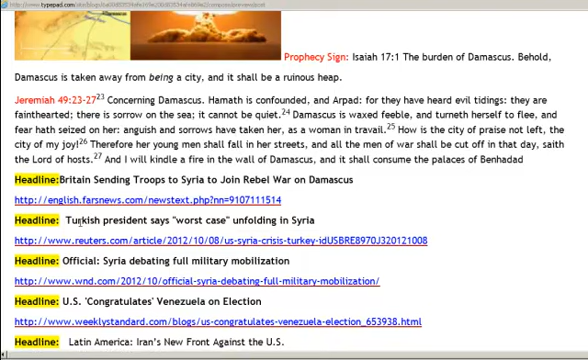 Prophecy Sign: Isaiah 17:1 The burden of Damascus. Behold,
Damascus is taken away from being a city, and it shall be a ruinous heap.
Jeremiah 49:23-27 23 Concerning Damascus. Hamath is confounded, and Arpad: for they have heard evil tidings: they are
fainthearted; there is sorrow on the sea; it cannot be quiet. 24 Damascus is waxed feeble, and turneth herself to flee, and
fear hath seized on her: anguish and sorrows have taken her, as a woman in travail. 25 How is the city of praise not left, the
city of my joy! 26 Therefore her young men shall fall in her streets, and all the men of war shall be cut off in that day, saith
the Lord of hosts. 27 And I will kindle a fire in the wall of Damascus, and it shall consume the palaces of Benhadad
Headline:Britain Sending Troops to Syria to Join Rebel War on Damascus
http://english.farsnews.com/newstext.php?nn=9107111514
Headline: Turkish president says "worst case" unfolding in Syria
http://www.reuters.com/article/2012/10/08/us-syria-crisis-turkey-idUSBRE8970J320121008
Headline: Official: Syria debating full military mobilization
http://www.wnd.com/2012/10/official-syria-debating-full-military-mobilization/
Headline: U.S. 'Congratulates' Venezuela on Election
http://www.weeklystandard.com/blogs/us-congratulates-venezuela-election_653938.html
Headline: Latin America: Iran's New Front Against the U.S.